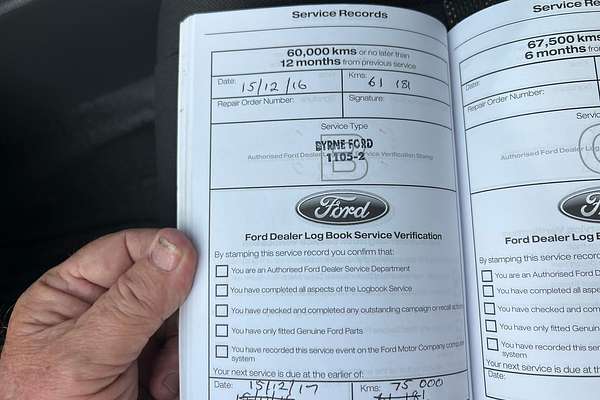 Service Records
60,000 kms or no later than
12 months from previous service
Date: 15/12/16 Kms: 61 181
Repair Order Number: Signature:
Service Type
B
BYRNE FORD
Authorised Ford Dealer Service Verification Stamp
1105-2
Ford
Ford Dealer Log Book Service Verification
By stamping this service record you confirm that:
You are an Authorised Ford Dealer Service Department
You have completed all aspects of the Logbook Service
You have checked and completed any outstanding campaign or recall action
You have only fitted Genuine Ford Parts
You have recorded this service event on the Ford Motor Company computer
system
Your next service is due at the earlier of:
Date: 15/12/17 Kms: 75 000
61 181
Service Re
67,500 kms
6 months from
Date:
Repair Order Number:
Authorised Ford Dealer
Ford Dealer Log B
By stamping this service record
You are an Authorised Ford D
You have completed all aspe
You have checked and com
You have only fitted Genuine
You have recorded this serv
system
Your next service is due at th
Date: